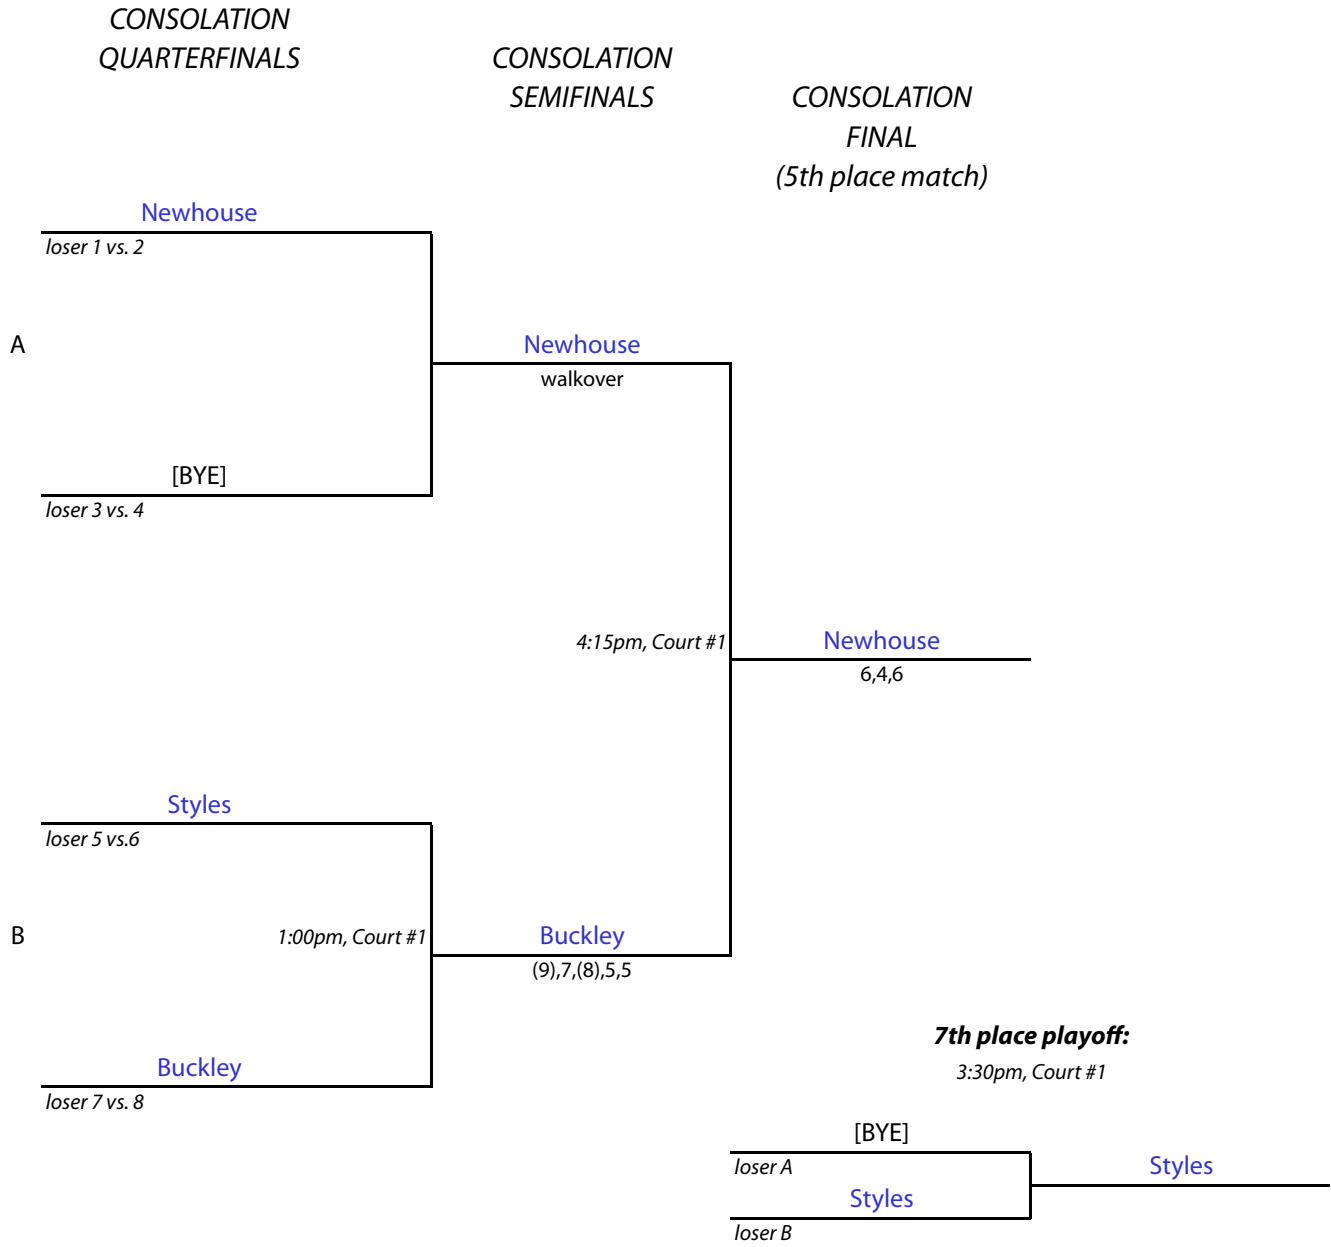 CONSOLATION
QUARTERFINALS
CONSOLATION
SEMIFINALS
CONSOLATION
FINAL
(5th place match)
Newhouse
loser 1 vs. 2
A
Newhouse
walkover
[BYE]
loser 3 vs. 4
4:15pm, Court #1
Newhouse
6,4,6
Styles
loser 5 vs.6
B
1:00pm, Court #1
Buckley
(9),7,(8),5,5
Buckley
loser 7 vs. 8
7th place playoff:
3:30pm, Court #1
[BYE]
loser A
Styles
Styles
loser B